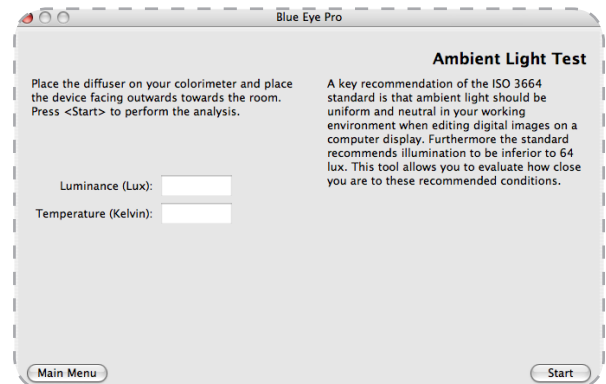 Blue Eye Pro
Ambient Light Test
Place the diffuser on your colorimeter and place
the device facing outwards towards the room.
Press <Start> to perform the analysis.
A key recommendation of the ISO 3664
standard is that ambient light should be
uniform and neutral in your working
environment when editing digital images on a
computer display. Furthermore the standard
recommends illumination to be inferior to 64
lux. This tool allows you to evaluate how close
you are to these recommended conditions.
Luminance (Lux):
Temperature (Kelvin):
Main Menu
Start